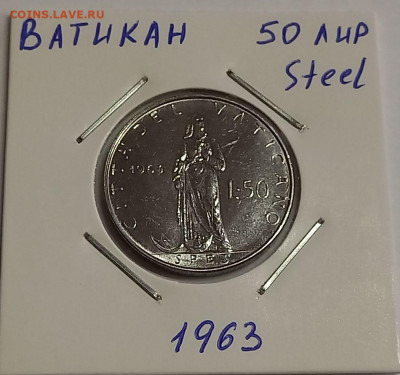 COINS.LAVE.RU
ВАТИКАН 50 лир
Steel
CITTA DEL VATICANO
1963
L.50
SPES
1963